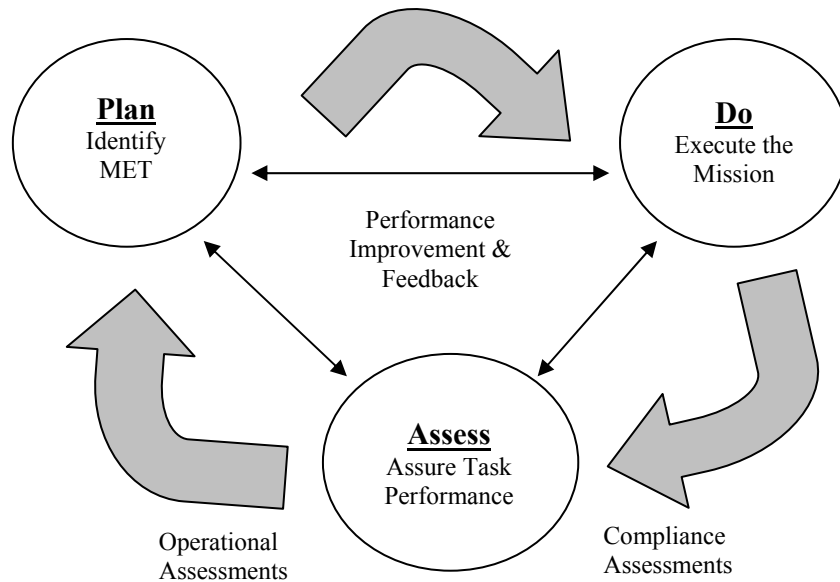 Plan
Identify
MET
Do
Execute the
Mission
Performance
Improvement &
Feedback
Assess
Assure Task
Performance
Operational
Assessments
Compliance
Assessments